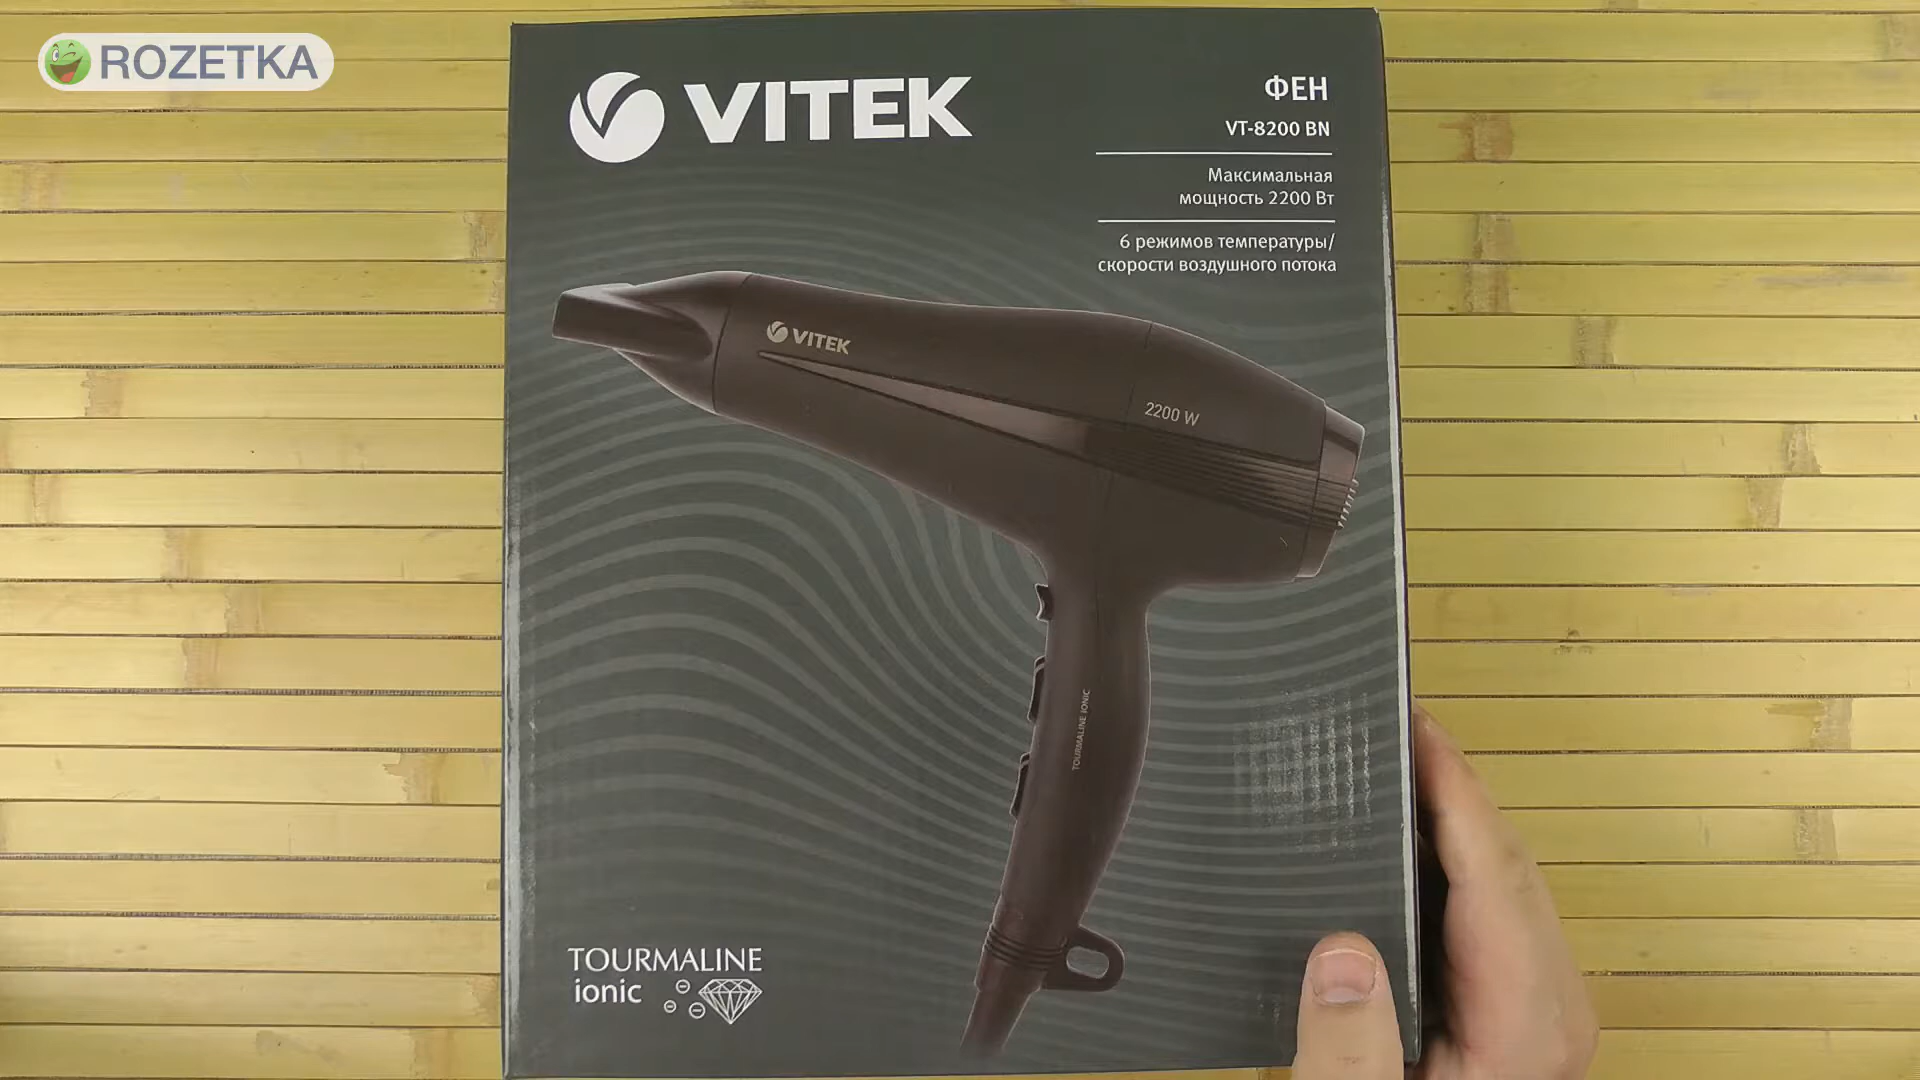 ROZETKA
VITEK
ФЕН
VT-8200 BN
Максимальная
мощность 2200 Вт
6 режимов температуры/
скорости воздушного потока
VITEK
2200 W
TOURMALINE IONIC
TOURMALINE
ionic